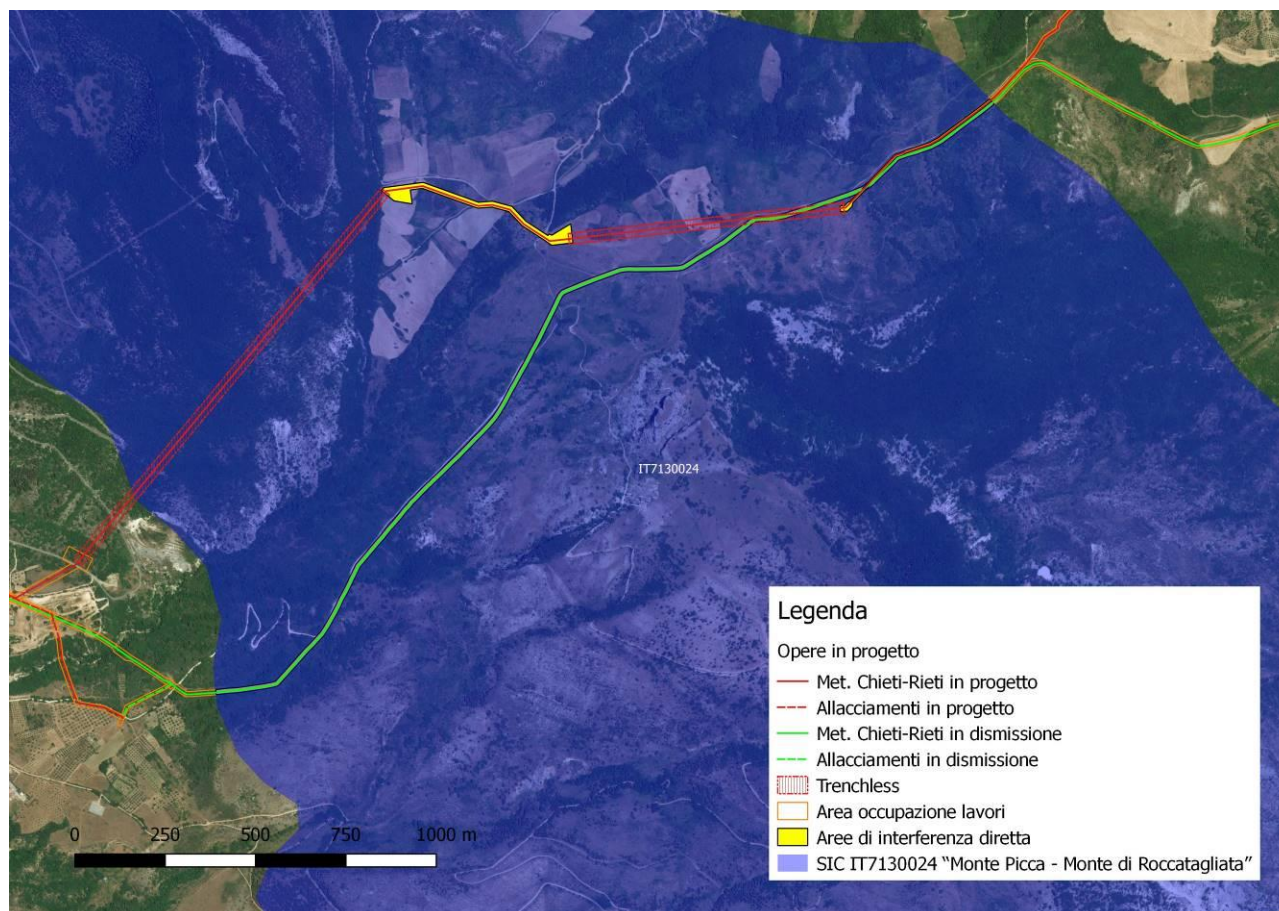 IT7130024
Legenda
Opere in progetto
Met. Chieti-Rieti in progetto
Allacciamenti in progetto
Met. Chieti-Rieti in dismissione
Allacciamenti in dismissione
Trenchless
Area occupazione lavori
Aree di interferenza diretta
SIC IT7130024 "Monte Picca - Monte di Roccatagliata"
0 250 500 750 1000 m